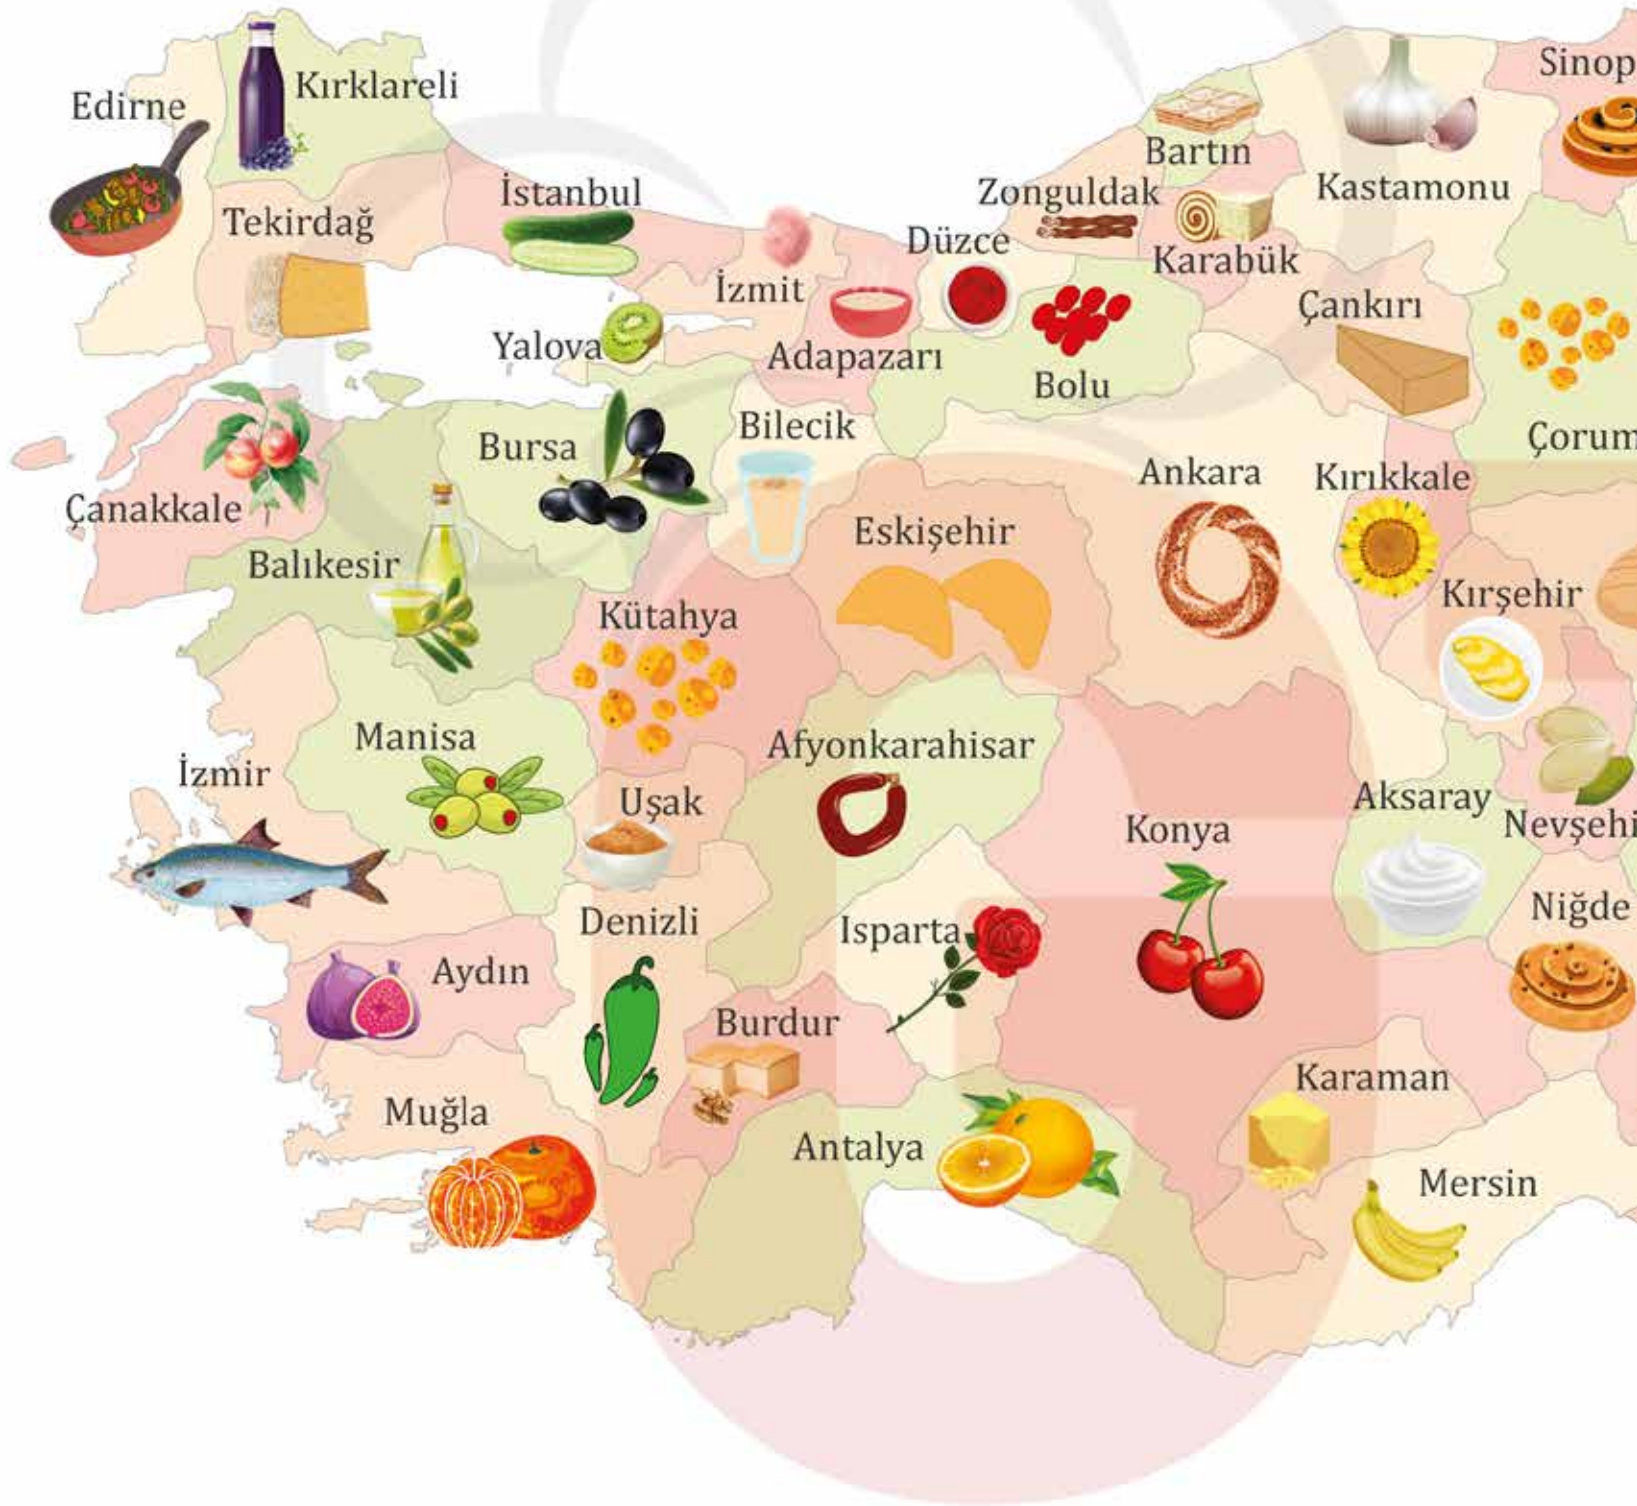 Kırklareli
Edirne
Sinop
Bartın
İstanbul
Zonguldak
Kastamonu
Tekirdağ
Düzce
Karabük
İzmit
Çankırı
Yalova
Adapazarı
Bolu
Bilecik
Bursa
Çorum
Ankara
Kırıkkale
Çanakkale
Eskişehir
Balıkesir
Kırşehir
Kütahya
Manisa
Afyonkarahisar
İzmir
Uşak
Aksaray
Nevşehi
Konya
Niğde
Denizli
Isparta
Aydın
Burdur
Karaman
Muğla
Antalya
Mersin